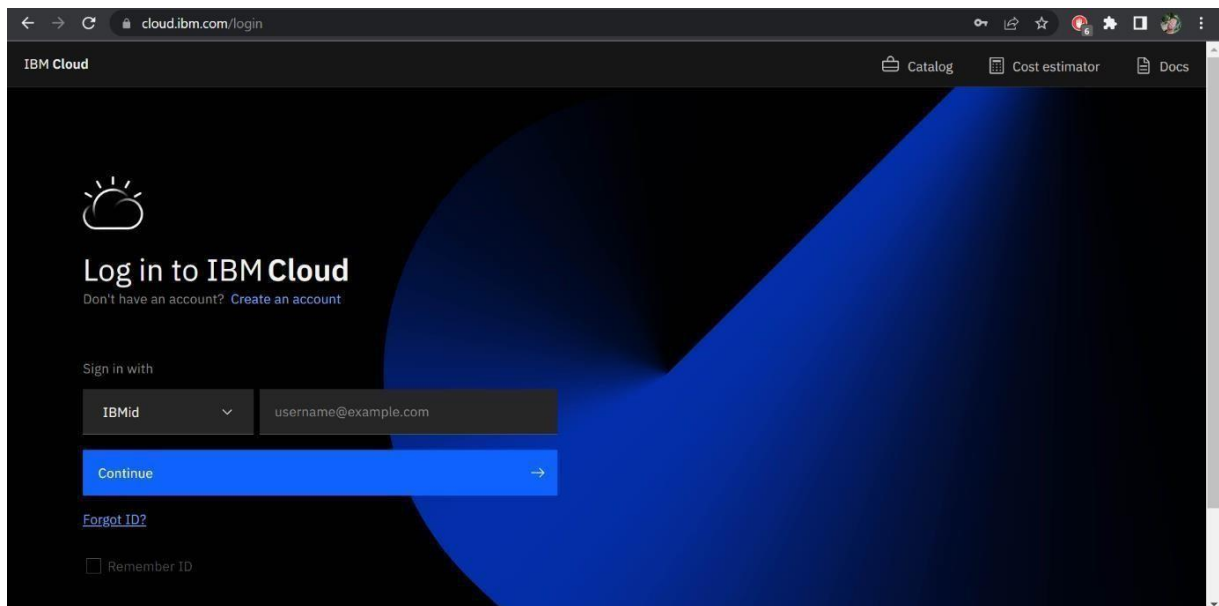 cloud.ibm.com/login
6
IBM Cloud
Catalog
Cost estimator
Docs
Log in to IBM Cloud
Don't have an account? Create an account
Sign in with
IBMid
username@example.com
Continue
Forgot ID?
Remember ID